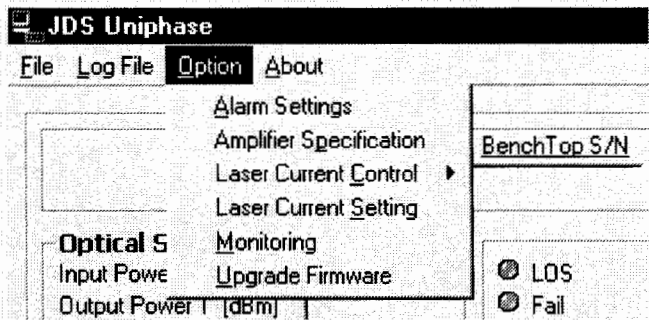 JDS Uniphase
File Log File Option About
Alarm Settings
Amplifier Specification
BenchTop S/N
Laser Current Control
Laser Current Setting
Optical S
Monitoring
Input Powe
Upgrade Firmware
LOS
Output Power [dBm]
Fail